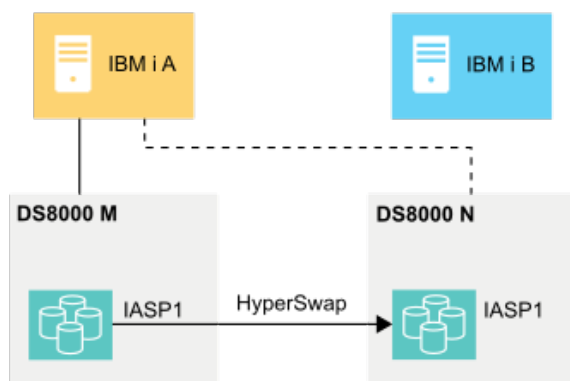 IBM i A
IBM i B
DS8000 M
DS8000 N
IASP1
HyperSwap
IASP1